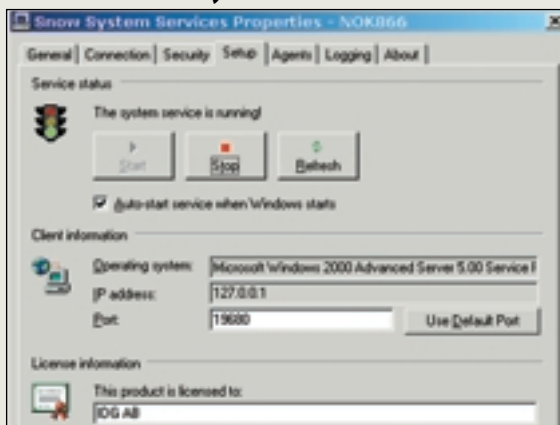 Snow System Services Properties - NOK866
General Connection Security Setup Agents Logging About
Service status
The system service is running!
Start Stop Refresh
Auto-start service when Windows starts
Client information
Operating system: Microsoft Windows 2000 Advanced Server 5.00 Service
IP address: 127.0.0.1
Port: 19680 Use Default Port
License information
This product is licensed to:
IDG AB